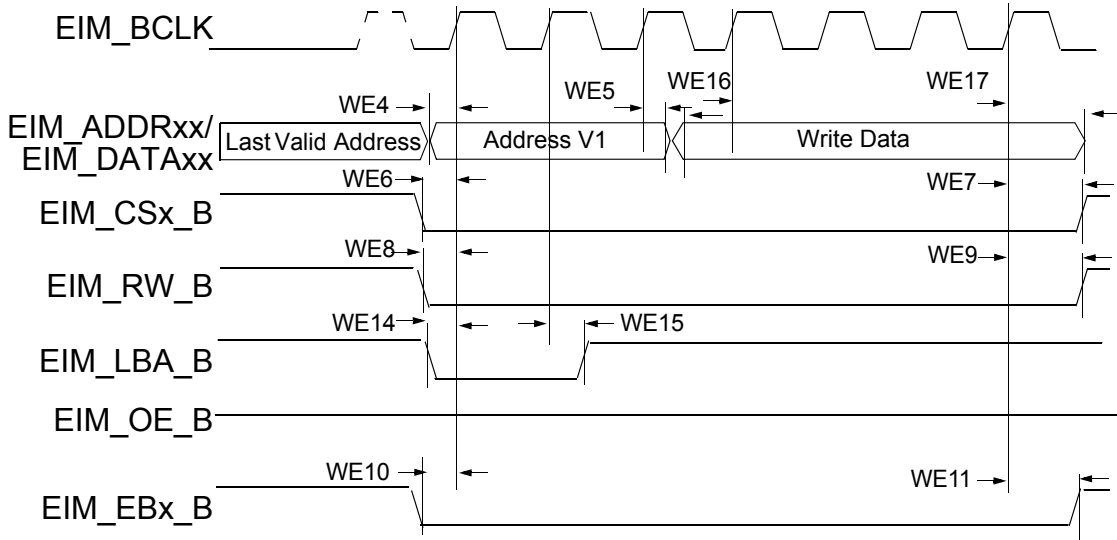 EIM_BCLK
WE5
WE16
WE17
WE4
EIM_ADDRxx/
EIM_DATAxx
Last Valid Address
Address V1
Write Data
WE6
WE7
EIM_CSx_B
WE8
WE9
EIM_RW_B
WE14
WE15
EIM_LBA_B
EIM_OE_B
WE10
WE11
EIM_EBx_B